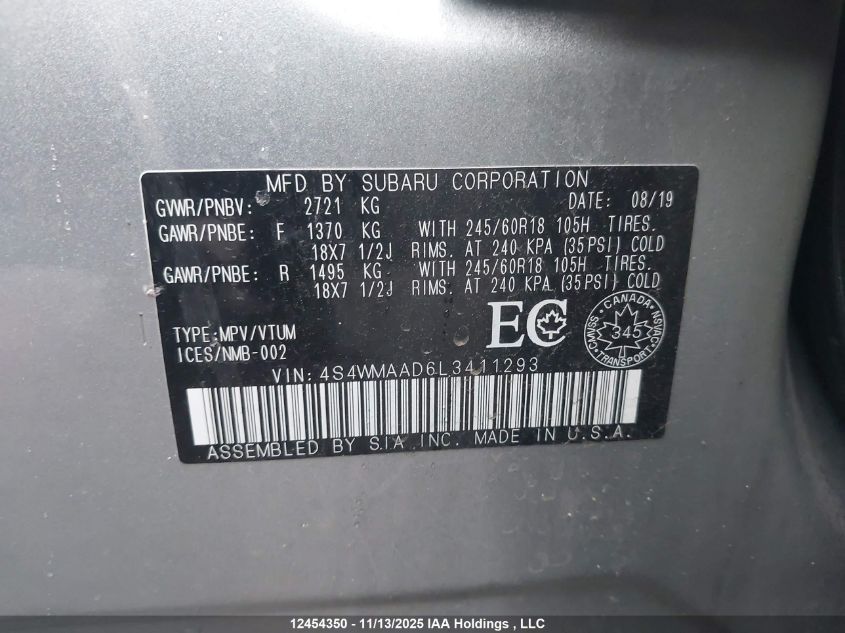 MFD BY SUBARU CORPORATION
GVWR/PNBV: 2721 KG DATE: 08/19
GAWR/PNBE: F 1370 KG WITH 245/60R18 105H TIRES.
18X7 1/2J RIMS. AT 240 KPA (35PSI) COLD
GAWR/PNBE: R 1495 KG WITH 245/60R18 105H TIRES.
18X7 1/2J RIMS. AT 240 KPA (35PSI) COLD
EC
CANADA
CMVSS 345 NSVAC
TRANSPORT
TYPE:MPV/VTUM
ICES/NMB-002
VIN: 4S4WMAAD6L3411293
ASSEMBLED BY S.I.A. INC. MADE IN U.S.A.
12454350 - 11/13/2025 IAA Holdings , LLC